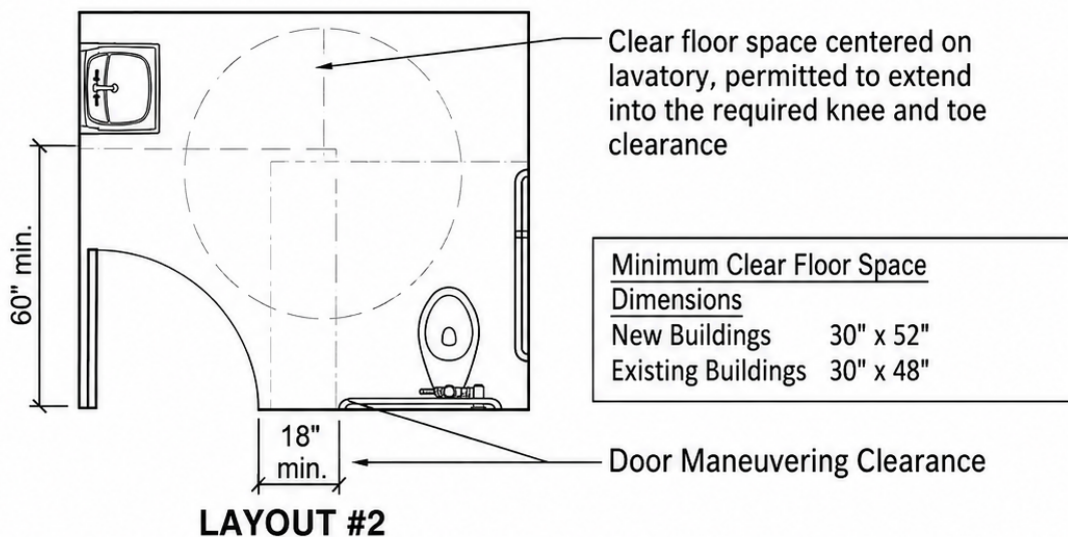 Clear floor space centered on
lavatory, permitted to extend
into the required knee and toe
clearance
60" min.
Minimum Clear Floor Space
Dimensions
New Buildings 30" x 52"
Existing Buildings 30" x 48"
18"
min.
Door Maneuvering Clearance
LAYOUT #2